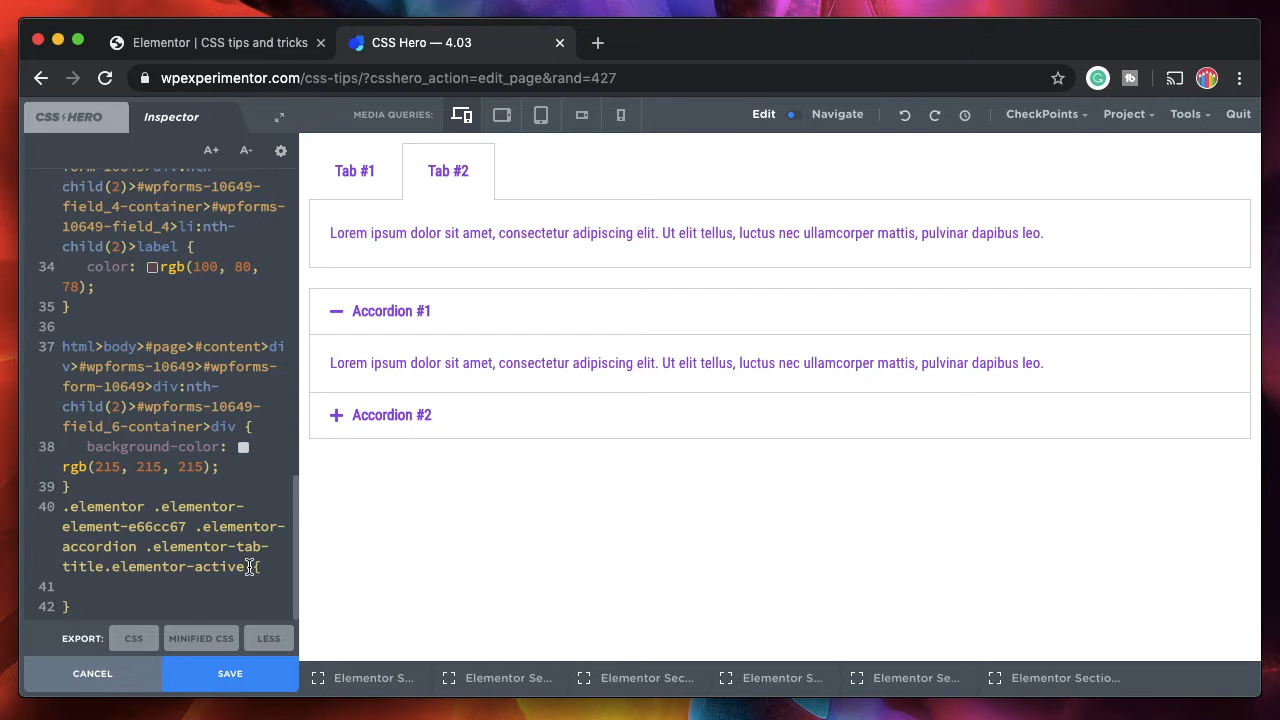 Elementor | CSS tips and tricks
CSS Hero — 4.03
wpexperimentor.com/css-tips/?csshero_action=edit_page&rand=427
CSS HERO
Inspector
MEDIA QUERIES:
Edit
Navigate
CheckPoints
Project
Tools
Quit
A+
A-
form-10649>div:nth-
child(2)>#wpforms-10649-
field_4-container>#wpforms-
10649-field_4>li:nth-
child(2)>label {
34 color: rgb(100, 80,
78);
35 }
36
37 html>body>#page>#content>di
v>#wpforms-10649>#wpforms-
form-10649>div:nth-
child(2)>#wpforms-10649-
field_6-container>div {
38 background-color:
rgb(215, 215, 215);
39 }
40 .elementor .elementor-
element-e66cc67 .elementor-
accordion .elementor-tab-
title.elementor-active {
41
42 }
EXPORT:
CSS
MINIFIED CSS
LESS
CANCEL
SAVE
Tab #1
Tab #2
Lorem ipsum dolor sit amet, consectetur adipiscing elit. Ut elit tellus, luctus nec ullamcorper mattis, pulvinar dapibus leo.
Accordion #1
Lorem ipsum dolor sit amet, consectetur adipiscing elit. Ut elit tellus, luctus nec ullamcorper mattis, pulvinar dapibus leo.
Accordion #2
Elementor S...
Elementor Se...
Elementor Sec...
Elementor S...
Elementor Se...
Elementor Sectio...